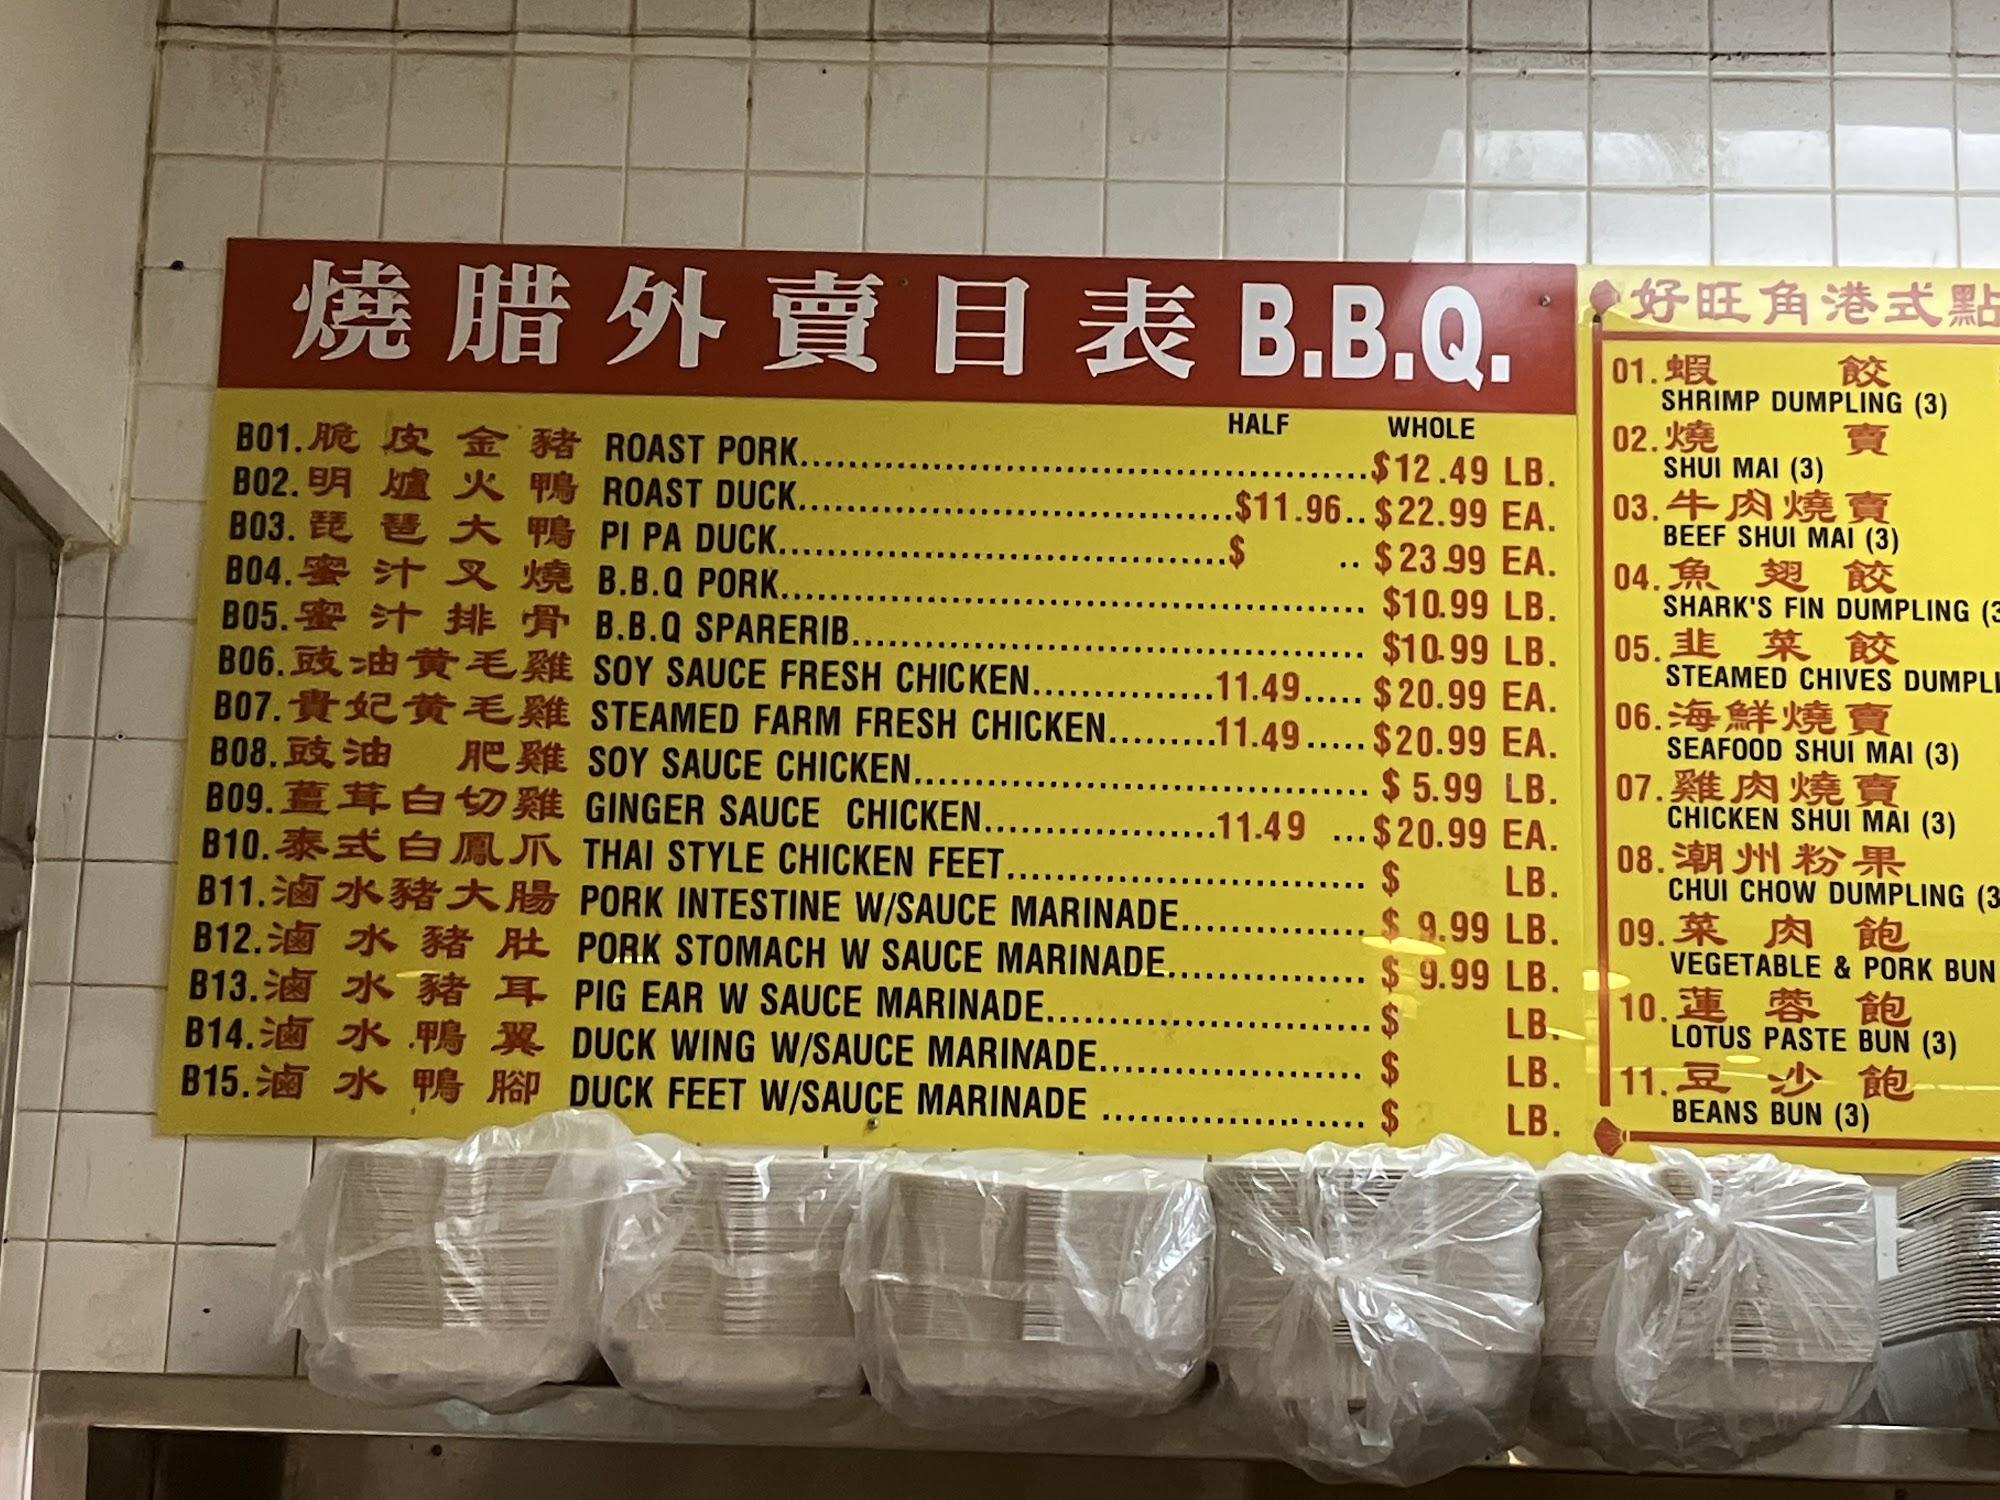 燒腊外賣目表 B.B.Q.
HALF WHOLE
B01.脆皮金豬 ROAST PORK........................................$12.49 LB.
B02.明爐火鴨 ROAST DUCK..............................$11.96..$22.99 EA.
B03.琵琶大鴨 PI PA DUCK..............................$ ..$23.99 EA.
B04.蜜汁叉燒 B.B.Q PORK........................................$10.99 LB.
B05.蜜汁排骨 B.B.Q SPARERIB...................................$10.99 LB.
B06.豉油黄毛雞 SOY SAUCE FRESH CHICKEN...............11.49.....$20.99 EA.
B07.貴妃黄毛雞 STEAMED FARM FRESH CHICKEN.........11.49.....$20.99 EA.
B08.豉油 肥雞 SOY SAUCE CHICKEN................................$ 5.99 LB.
B09.薑茸白切雞 GINGER SAUCE CHICKEN...................11.49 ...$20.99 EA.
B10.泰式白鳳爪 THAI STYLE CHICKEN FEET..............................$ LB.
B11.滷水豬大腸 PORK INTESTINE W/SAUCE MARINADE...............$ 9.99 LB.
B12.滷水豬肚 PORK STOMACH W SAUCE MARINADE................$ 9.99 LB.
B13.滷水豬耳 PIG EAR W SAUCE MARINADE...........................$ LB.
B14.滷水鴨翼 DUCK WING W/SAUCE MARINADE......................$ LB.
B15.滷水鴨腳 DUCK FEET W/SAUCE MARINADE ......................$ LB.
好旺角港式點
01.蝦餃
SHRIMP DUMPLING (3)
02.燒賣
SHUI MAI (3)
03.牛肉燒賣
BEEF SHUI MAI (3)
04.魚翅餃
SHARK'S FIN DUMPLING (3
05.韭菜餃
STEAMED CHIVES DUMPLI
06.海鮮燒賣
SEAFOOD SHUI MAI (3)
07.雞肉燒賣
CHICKEN SHUI MAI (3)
08.潮州粉果
CHUI CHOW DUMPLING (3
09.菜肉飽
VEGETABLE & PORK BUN
10.蓮蓉飽
LOTUS PASTE BUN (3)
11.豆沙飽
BEANS BUN (3)